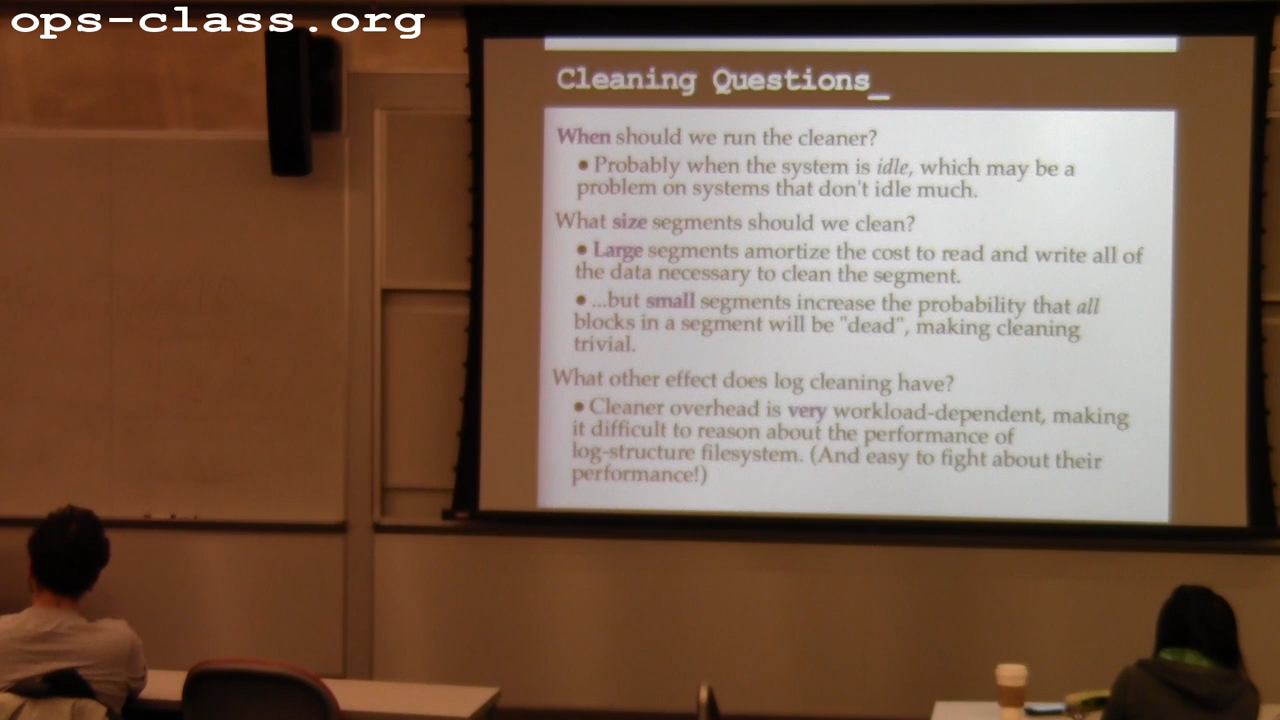 ops-class.org
Cleaning Questions_
When should we run the cleaner?
• Probably when the system is idle, which may be a
problem on systems that don't idle much.
What size segments should we clean?
• Large segments amortize the cost to read and write all of
the data necessary to clean the segment.
• ...but small segments increase the probability that all
blocks in a segment will be "dead", making cleaning
trivial.
What other effect does log cleaning have?
• Cleaner overhead is very workload-dependent, making
it difficult to reason about the performance of
log-structure filesystem. (And easy to fight about their
performance!)